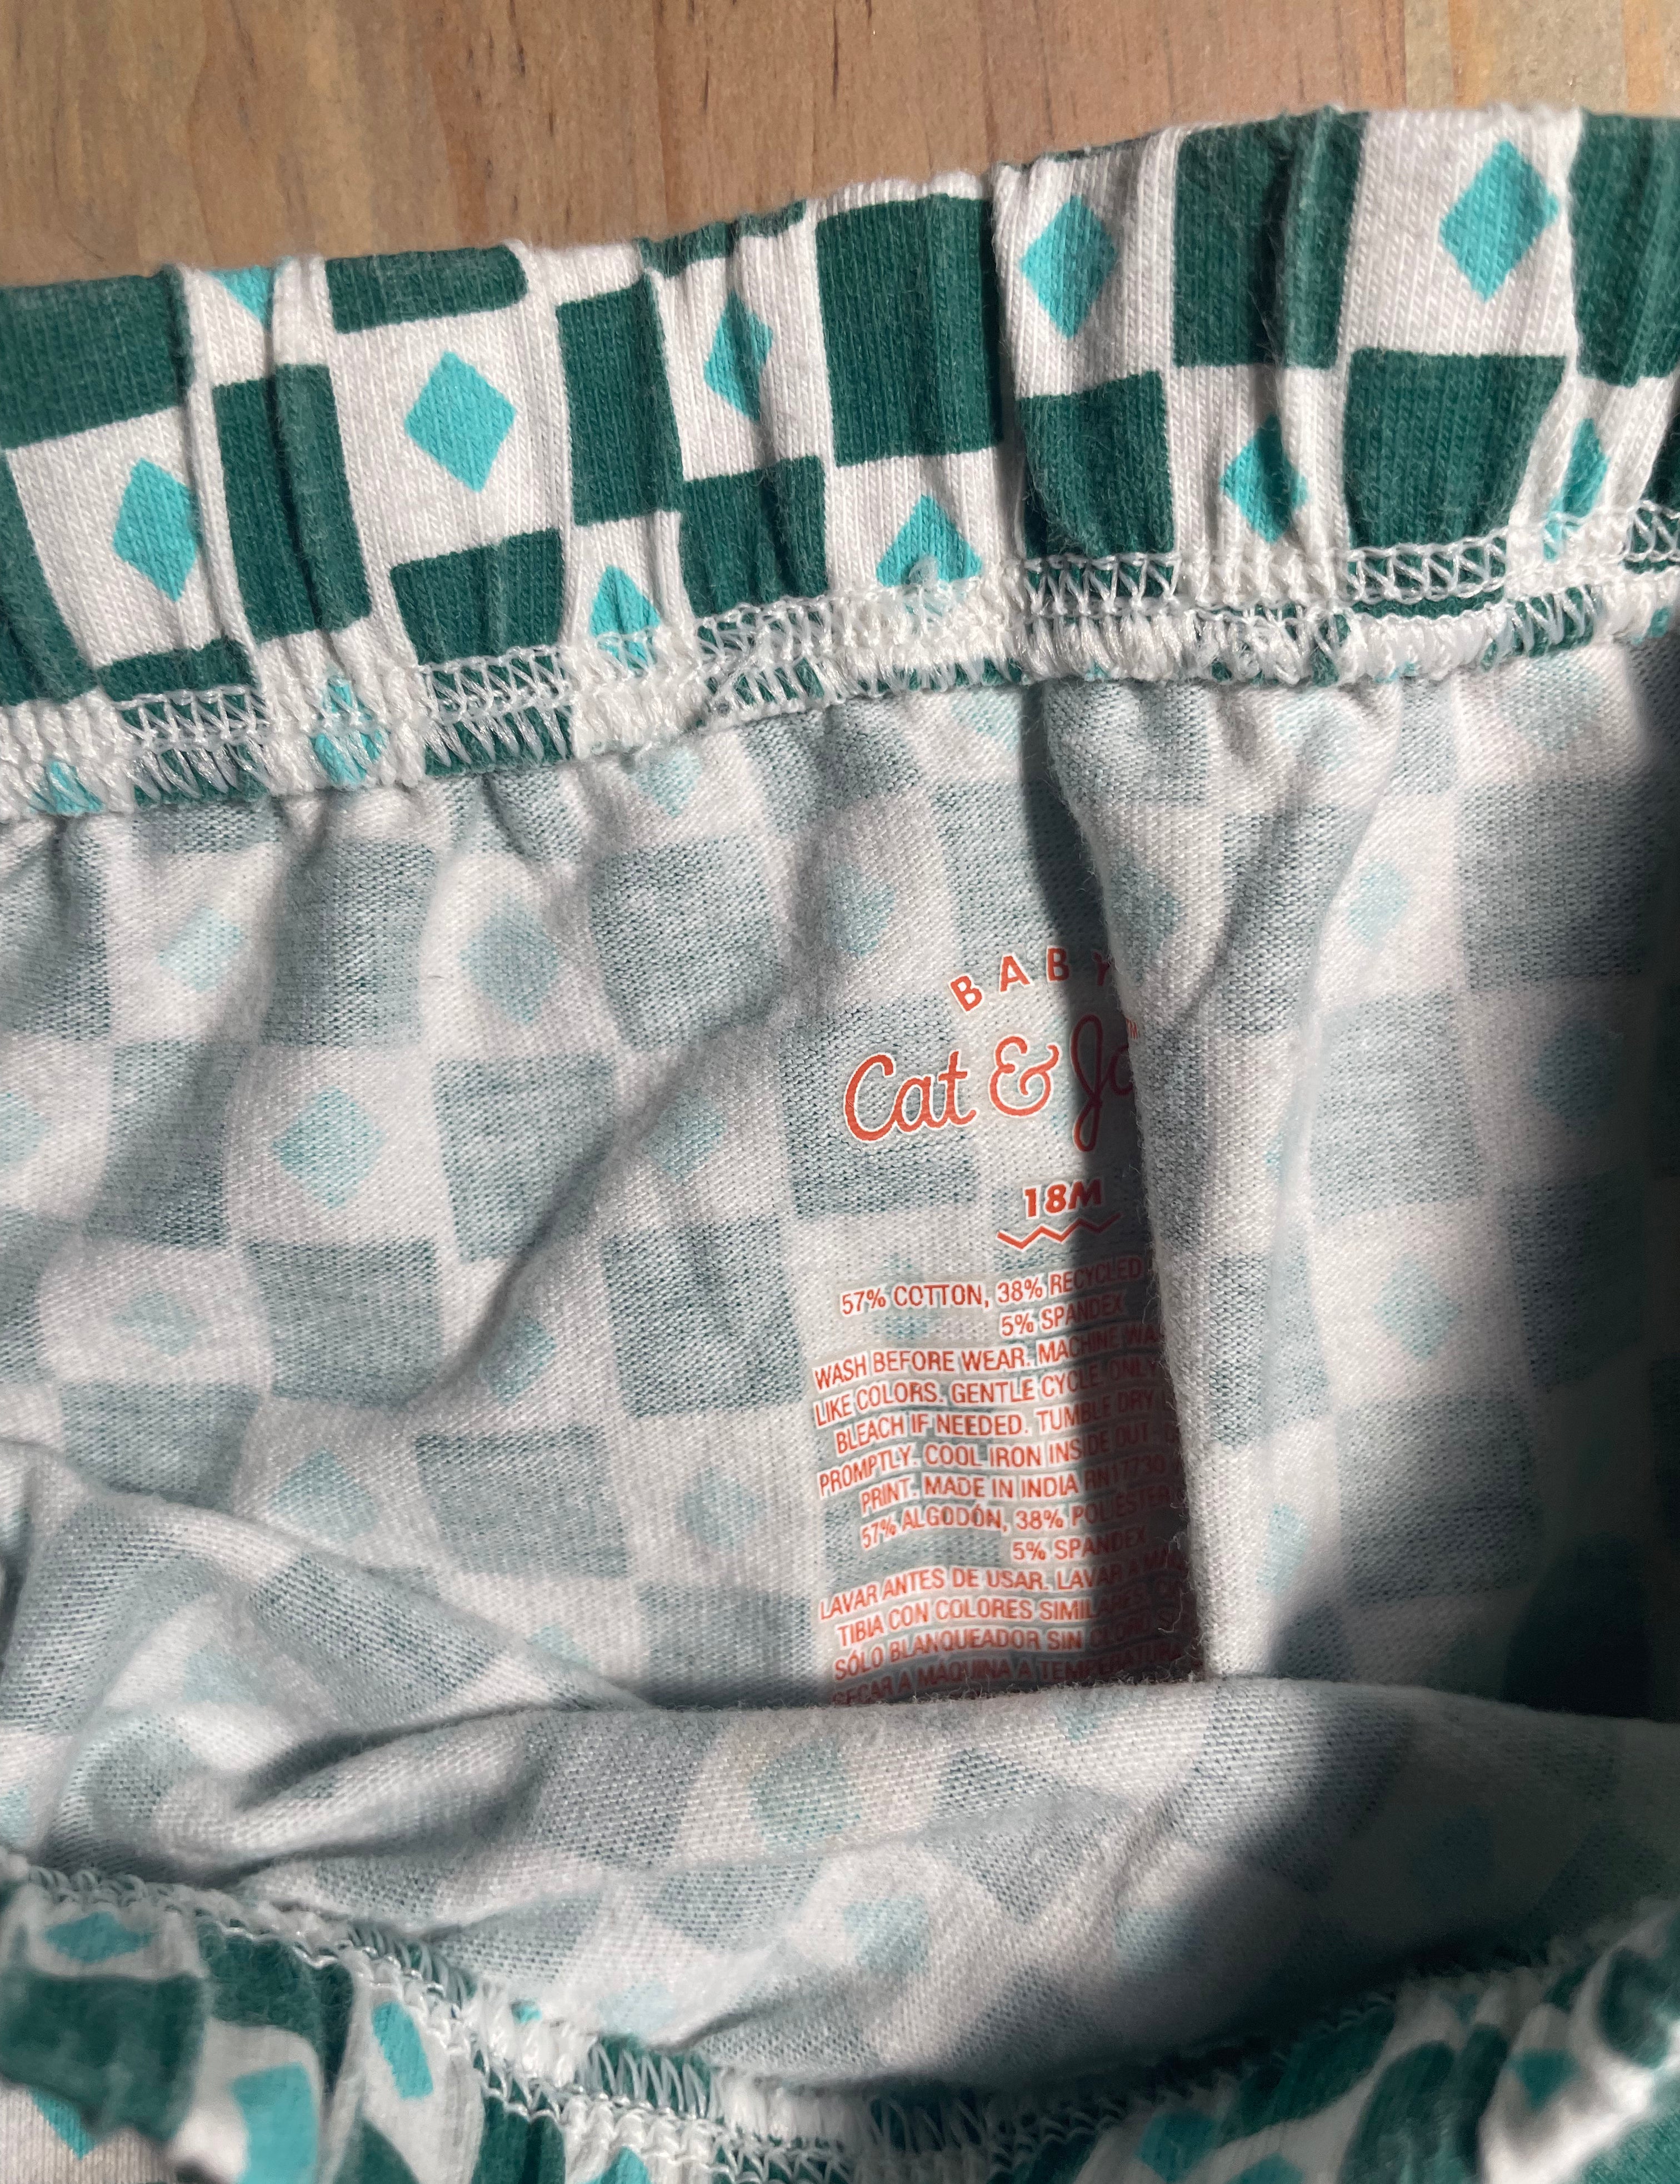 BABY
Cat & Jo
18M
57% COTTON, 38% RECYCLED
5% SPANDEX
WASH BEFORE WEAR. MACHINE WA
LIKE COLORS. GENTLE CYCLE. ONLY
BLEACH IF NEEDED. TUMBLE DRY
PROMPTLY. COOL IRON INSIDE OUT.
PRINT. MADE IN INDIA RN17730
57% ALGODÓN, 38% POLIÉSTER
5% SPANDEX
LAVAR ANTES DE USAR. LAVAR A
TIBIA CON COLORES SIMILARES.
SÓLO BLANQUEADOR SIN CLORO
SECAR A MÁQUINA A TEMPERATURA